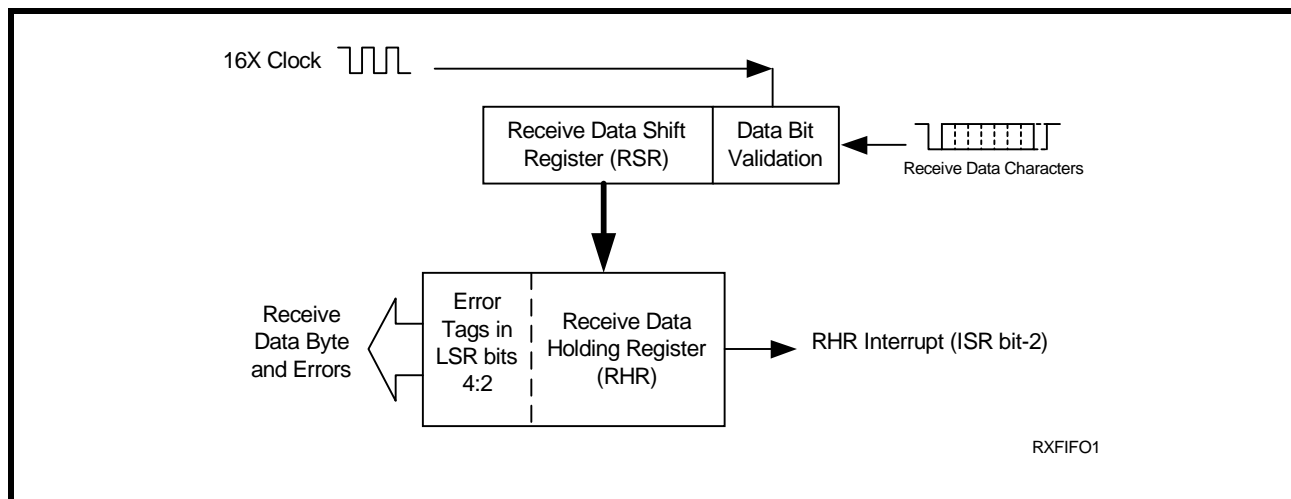 16X Clock
Receive Data Shift
Register (RSR)
Data Bit
Validation
Receive Data Characters
Receive
Data Byte
and Errors
Error
Tags in
LSR bits
4:2
Receive Data
Holding Register
(RHR)
RHR Interrupt (ISR bit-2)
RXFIFO1